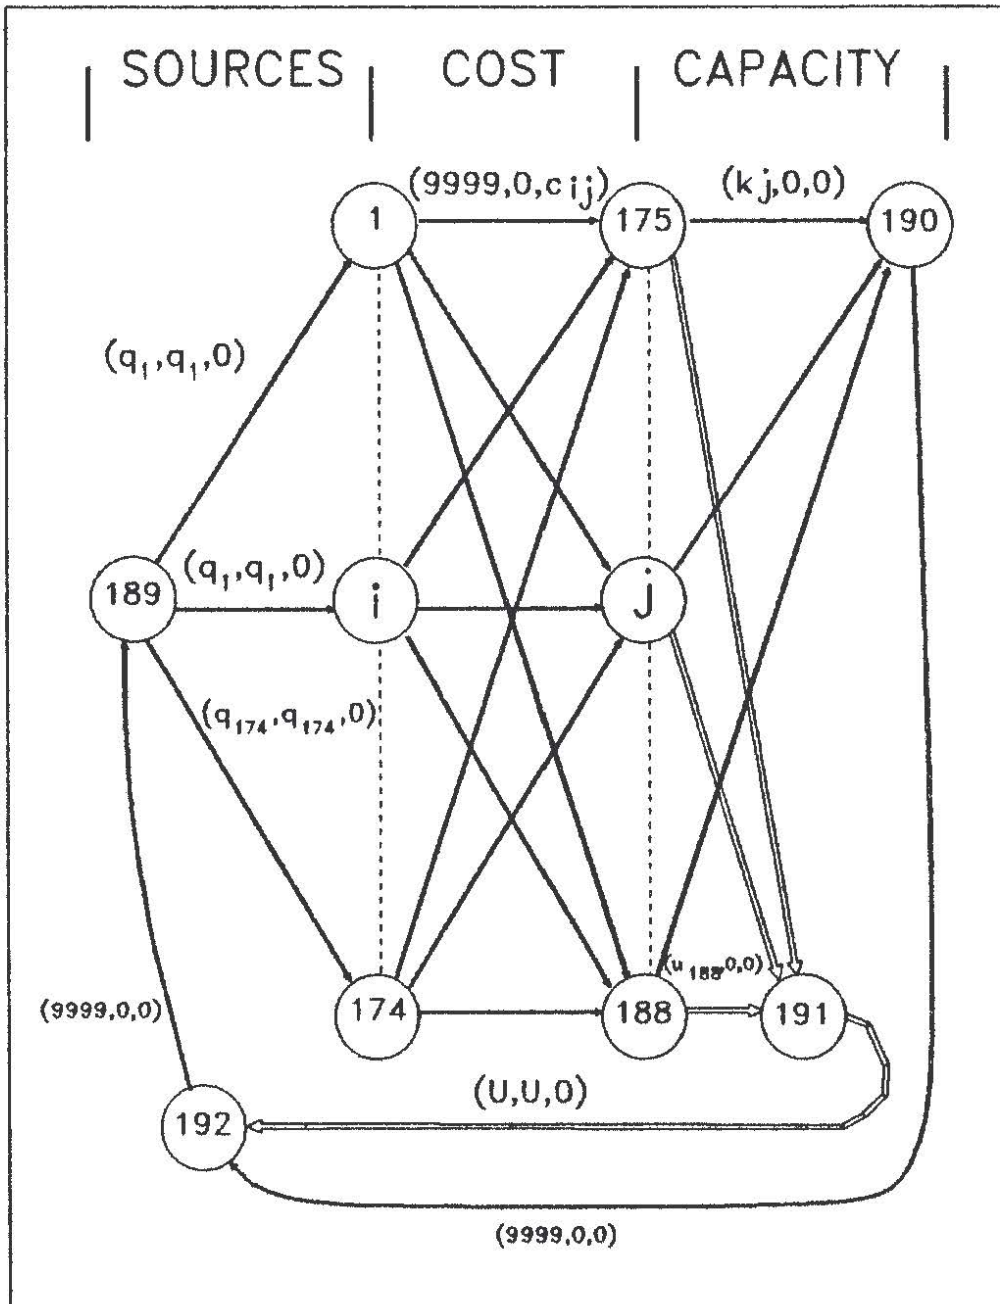 SOURCES COST CAPACITY
(9999,0,cij)
(kj,0,0)
1
175
190
(q₁,q₁,0)
189
(q₁,q₁,0)
i
j
(q₁₇₄,q₁₇₄,0)
(u₁₈₈,0,0)
174
188
191
(9999,0,0)
(U,U,0)
192
(9999,0,0)